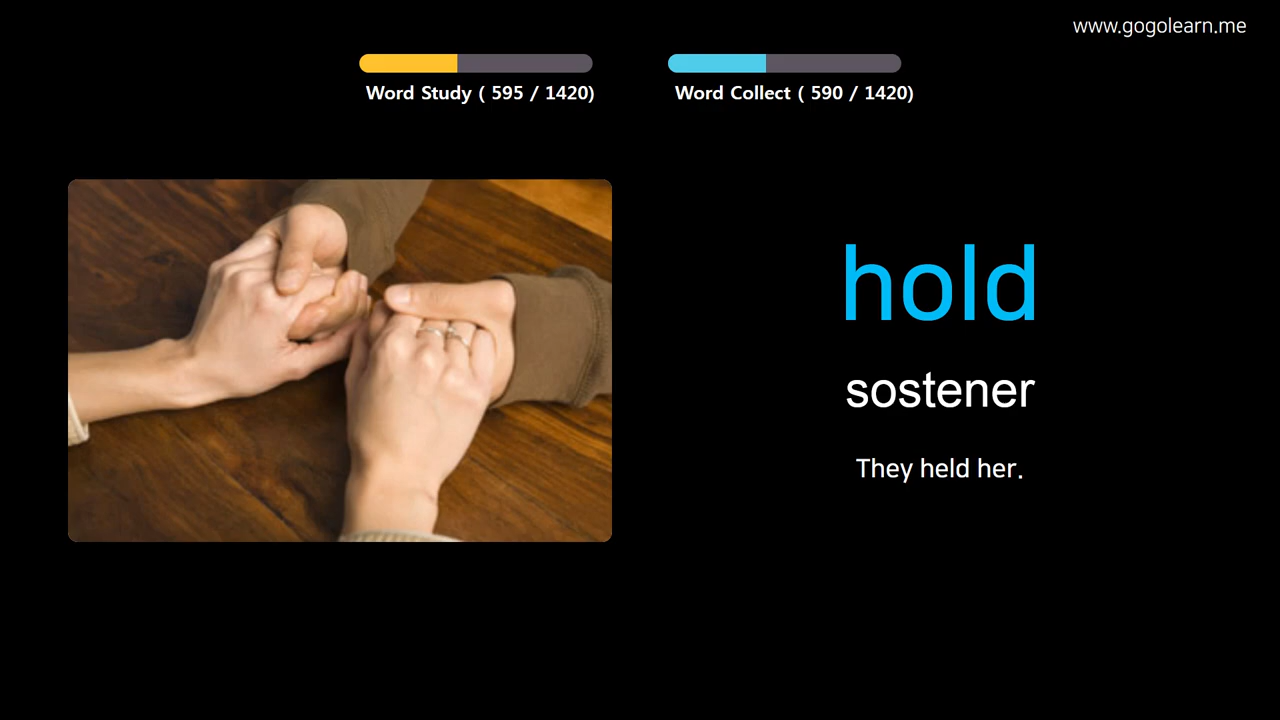 www.gogolearn.me
Word Study ( 595 / 1420)
Word Collect ( 590 / 1420)
hold
sostener
They held her.